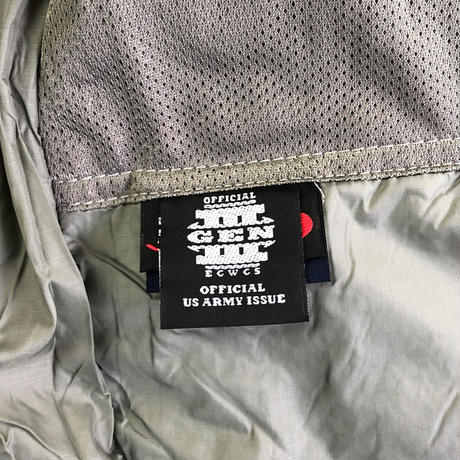 OFFICIAL
III
GEN
III
ECWCS
OFFICIAL
US ARMY ISSUE